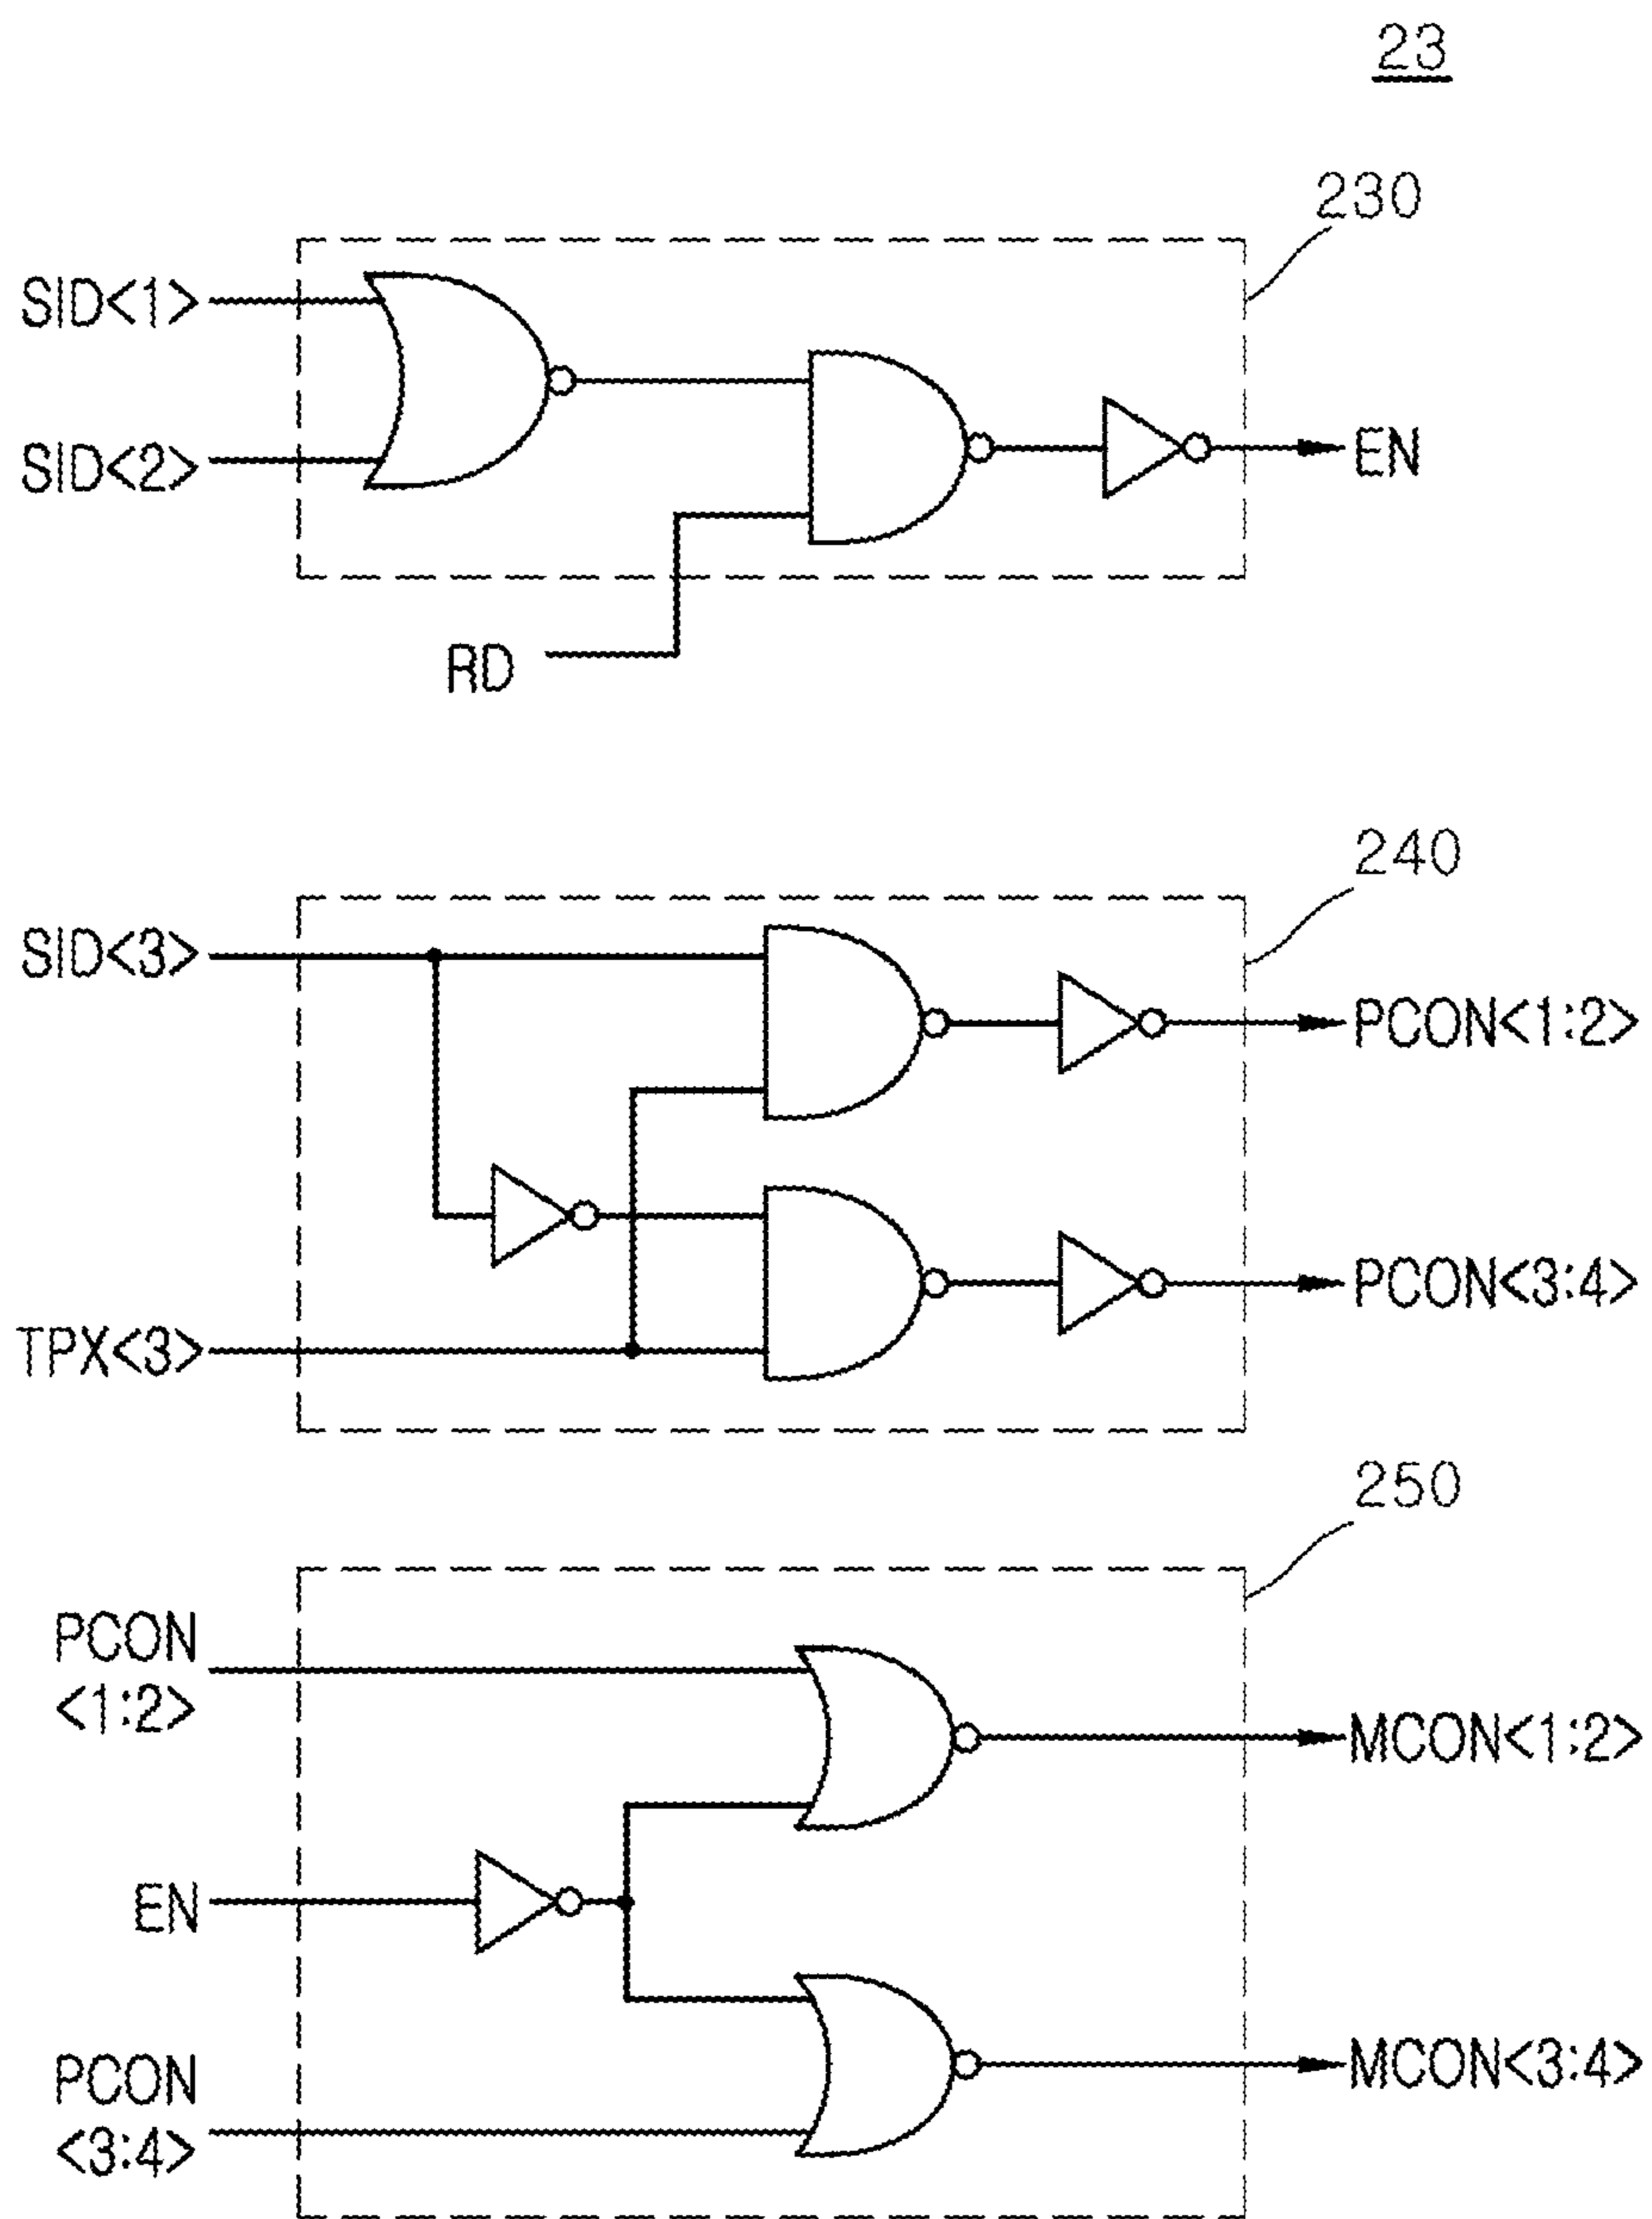 23
230
SID<1>
SID<2>
EN
RD
240
SID<3>
PCON<1:2>
PCON<3:4>
TPX<3>
250
PCON
<1:2>
MCON<1:2>
EN
MCON<3:4>
PCON
<3:4>